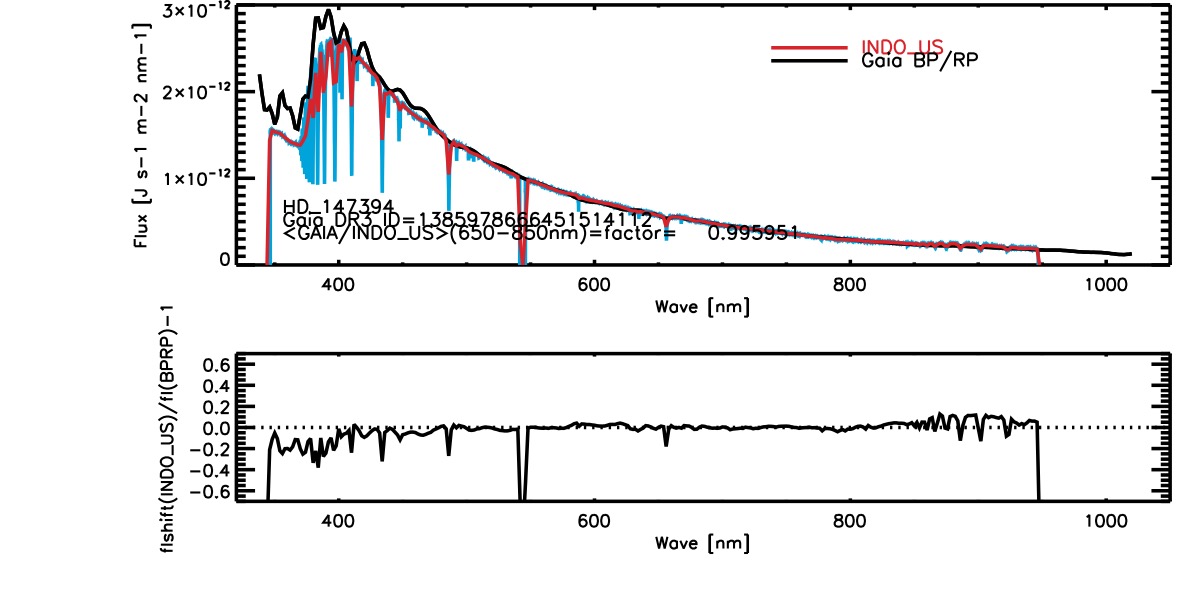 3×10⁻¹²
2×10⁻¹²
1×10⁻¹²
0
Flux [J s−1 m−2 nm−1]
INDO_US
Gaia BP/RP
HD_147394
Gaia DR3 ID=1385978666451514112
<GAIA/INDO_US>(650−850nm)=factor= 0.995951
400 600 800 1000
Wave [nm]
0.6
0.4
0.2
0.0
−0.2
−0.4
−0.6
flshift(INDO_US)/fl(BPRP)−1
400 600 800 1000
Wave [nm]